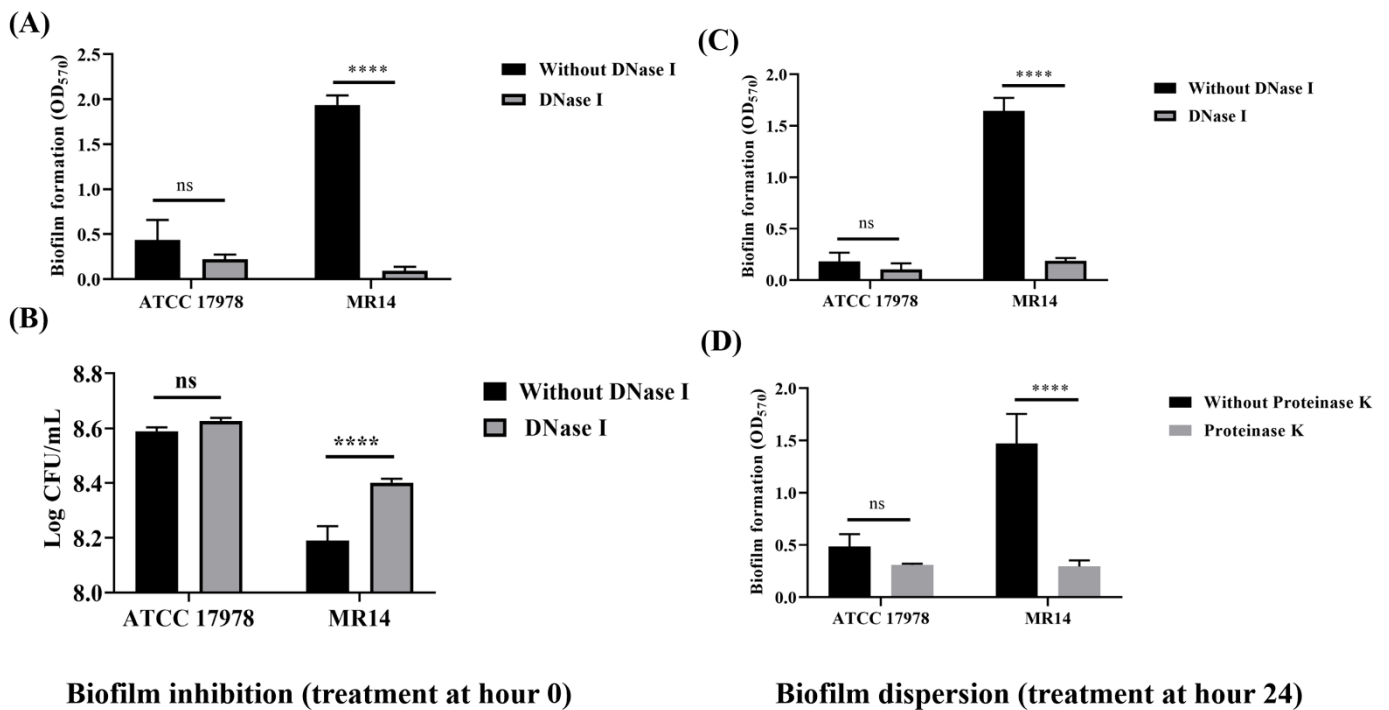 (A)
Biofilm formation (OD570)
2.5
2.0
1.5
1.0
0.5
0.0
ns
****
ATCC 17978
MR14
Without DNase I
DNase I
(B)
Log CFU/mL
8.8
8.6
8.4
8.2
8.0
ns
****
ATCC 17978
MR14
Without DNase I
DNase I
Biofilm inhibition (treatment at hour 0)
(C)
Biofilm formation (OD570)
2.0
1.5
1.0
0.5
0.0
ns
****
ATCC 17978
MR14
Without DNase I
DNase I
(D)
Biofilm formation (OD570)
2.0
1.5
1.0
0.5
0.0
ns
****
ATCC 17978
MR14
Without Proteinase K
Proteinase K
Biofilm dispersion (treatment at hour 24)